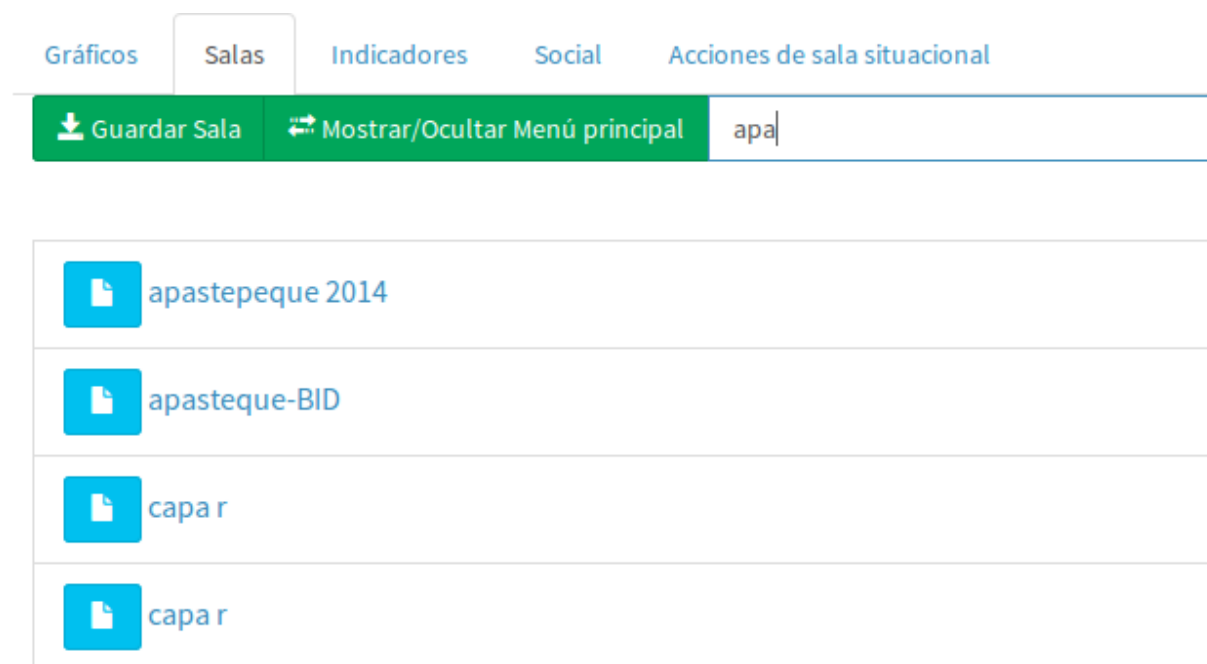 Gráficos Salas Indicadores Social Acciones de sala situacional
Guardar Sala Mostrar/Ocultar Menú principal apa
apastepeque 2014
apasteque-BID
capa r
capa r